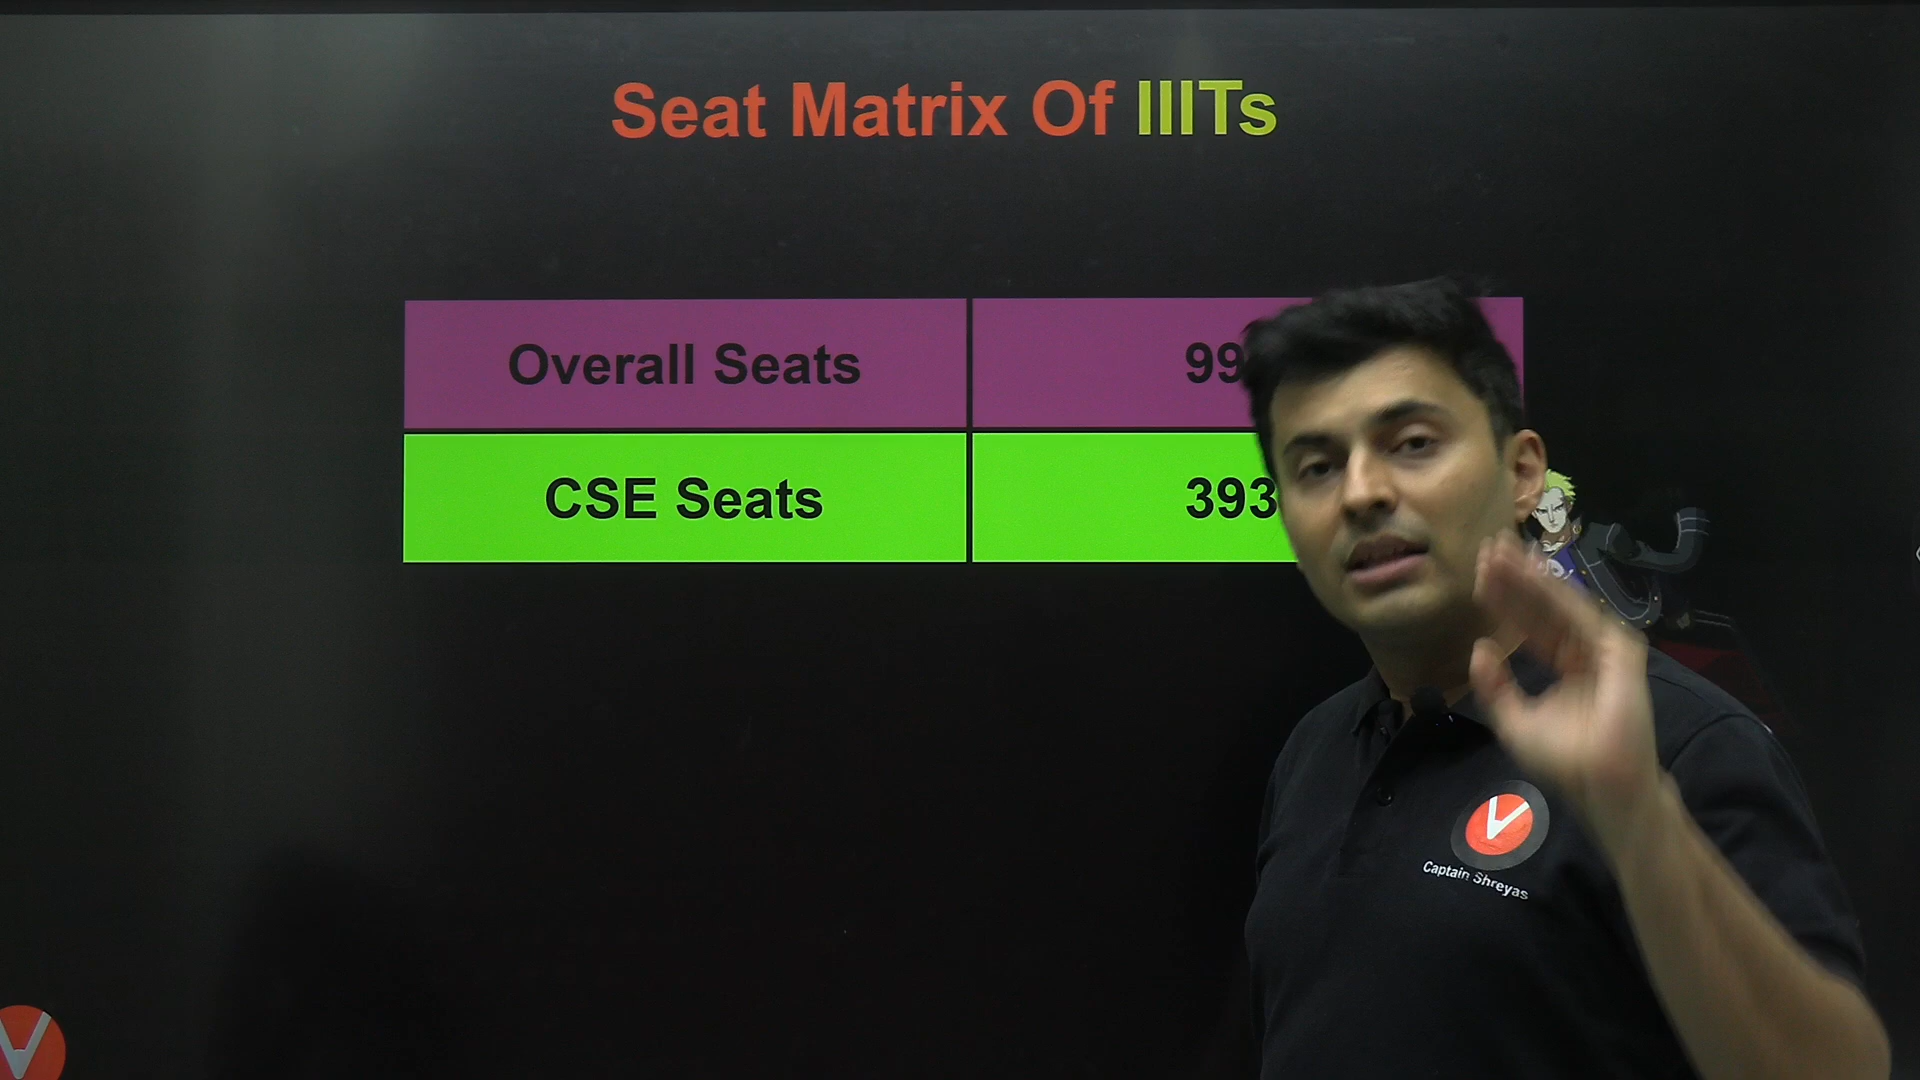 Seat Matrix Of IIITs
Overall Seats 99
CSE Seats 393
Captain Shreyas